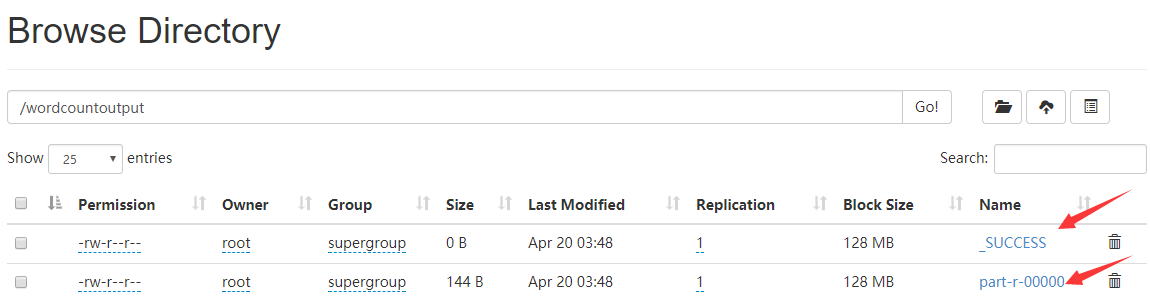 Browse Directory
/wordcountoutput Go!
Show 25 entries Search:
Permission Owner Group Size Last Modified Replication Block Size Name
-rw-r--r-- root supergroup 0 B Apr 20 03:48 1 128 MB _SUCCESS
-rw-r--r-- root supergroup 144 B Apr 20 03:48 1 128 MB part-r-00000